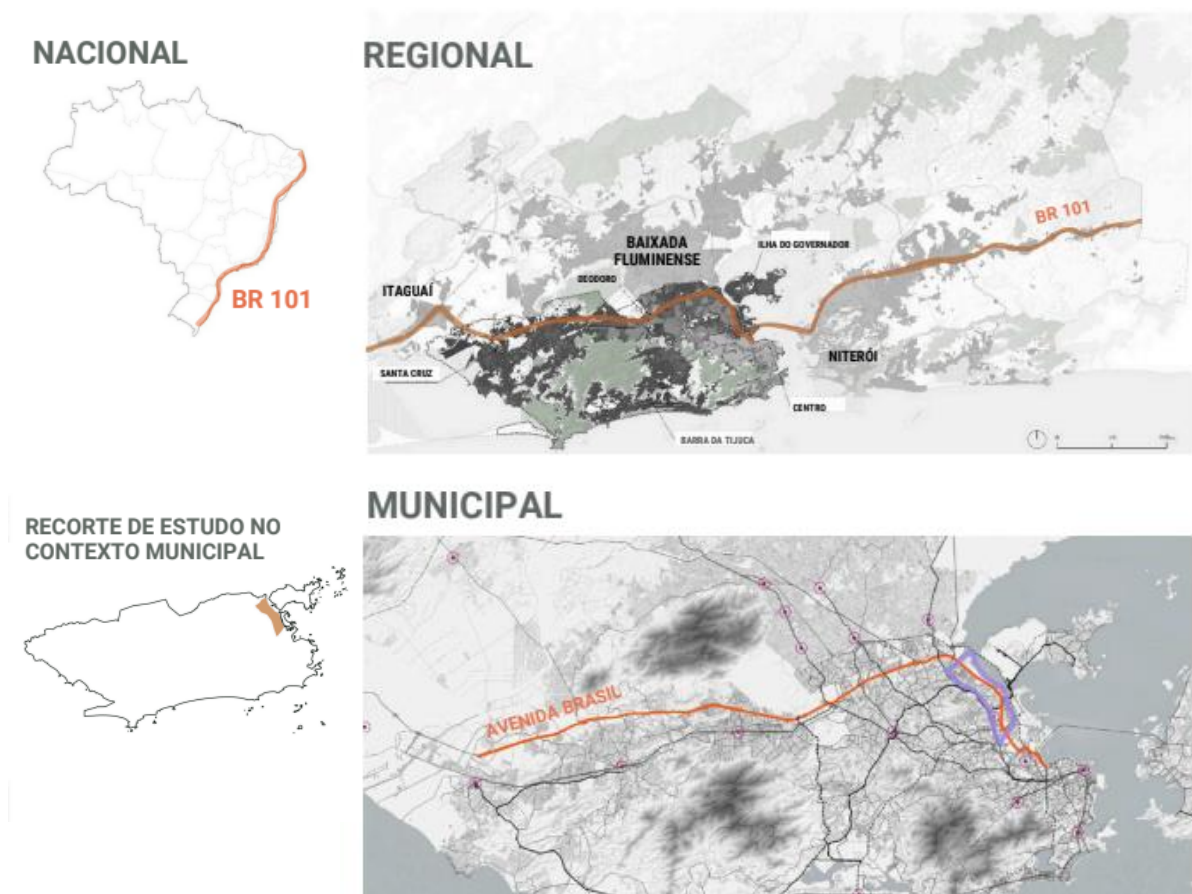 NACIONAL
BR 101
REGIONAL
BR 101
BAIXADA
FLUMINENSE
ILHA DO GOVERNADOR
DEODORO
ITAGUAÍ
SANTA CRUZ
NITERÓI
CENTRO
BARRA DA TIJUCA
RECORTE DE ESTUDO NO
CONTEXTO MUNICIPAL
MUNICIPAL
AVENIDA BRASIL